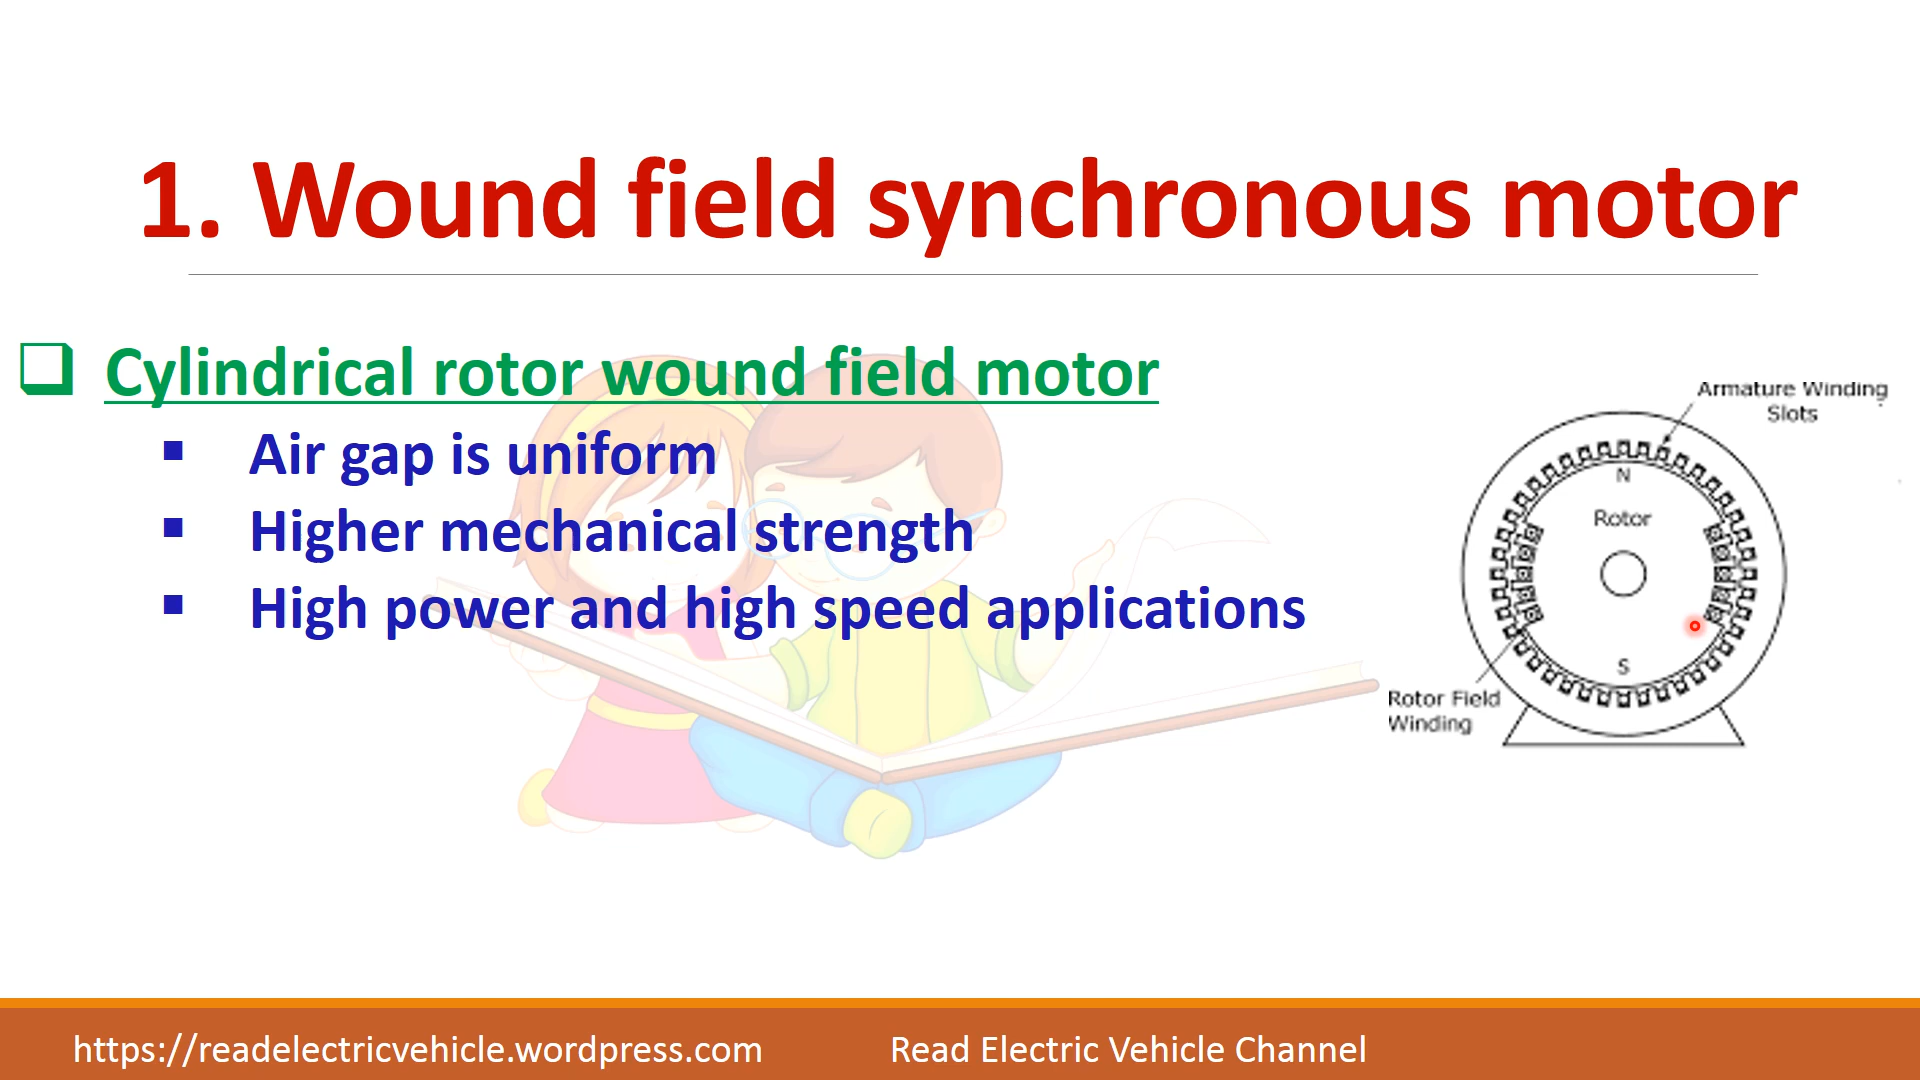 1. Wound field synchronous motor
Cylindrical rotor wound field motor
Air gap is uniform
Higher mechanical strength
High power and high speed applications
Armature Winding
Slots
N
Rotor
S
Rotor Field
Winding
https://readelectricvehicle.wordpress.com
Read Electric Vehicle Channel